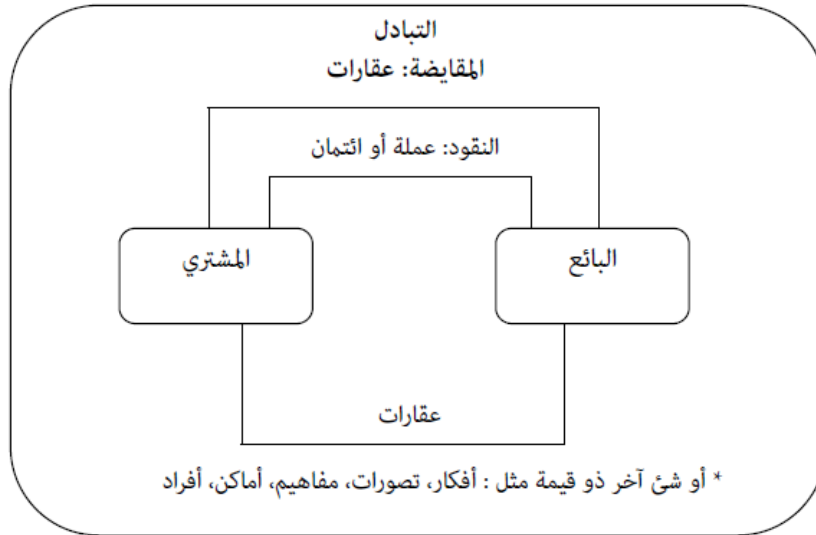 التبادل
المقايضة: عقارات
النقود: عملة أو ائتمان
المشتري
البائع
عقارات
* أو شئ آخر ذو قيمة مثل : أفكار، تصورات، مفاهيم، أماكن، أفراد